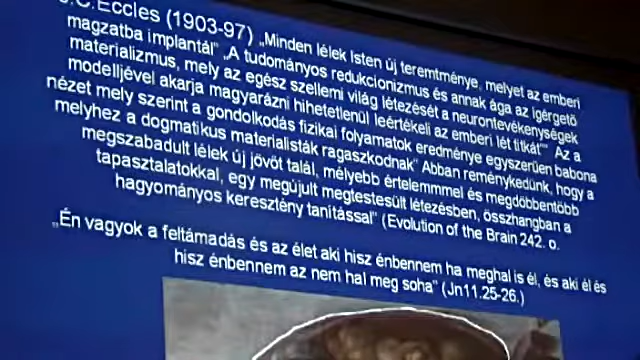 J.C.Eccles (1903-97) „Minden lélek Isten új teremtménye, melyet az emberi
magzatba implantál" „A tudományos redukcionizmus és annak ága az ígérgető
materializmus, mely az egész szellemi világ létezését a neurontevékenységek
modelljével akarja magyarázni hihetetlenül leértékeli az emberi lét titkát"" Az a
nézet mely szerint a gondolkodás fizikai folyamatok eredménye egyszerűen babona
melyhez a dogmatikus materialisták ragaszkodnak" Abban reménykedünk, hogy a
megszabadult lélek új jövőt talál, mélyebb értelemmmel és megdöbbentőbb
tapasztalatokkal, egy megújult megtestesült létezésben, összhangban a
hagyományos keresztény tanítással" (Evolution of the Brain 242. o.
„Én vagyok a feltámadás és az élet aki hisz énbennem ha meghal is él, és aki él és
hisz énbennem az nem hal meg soha" (Jn11.25-26.)